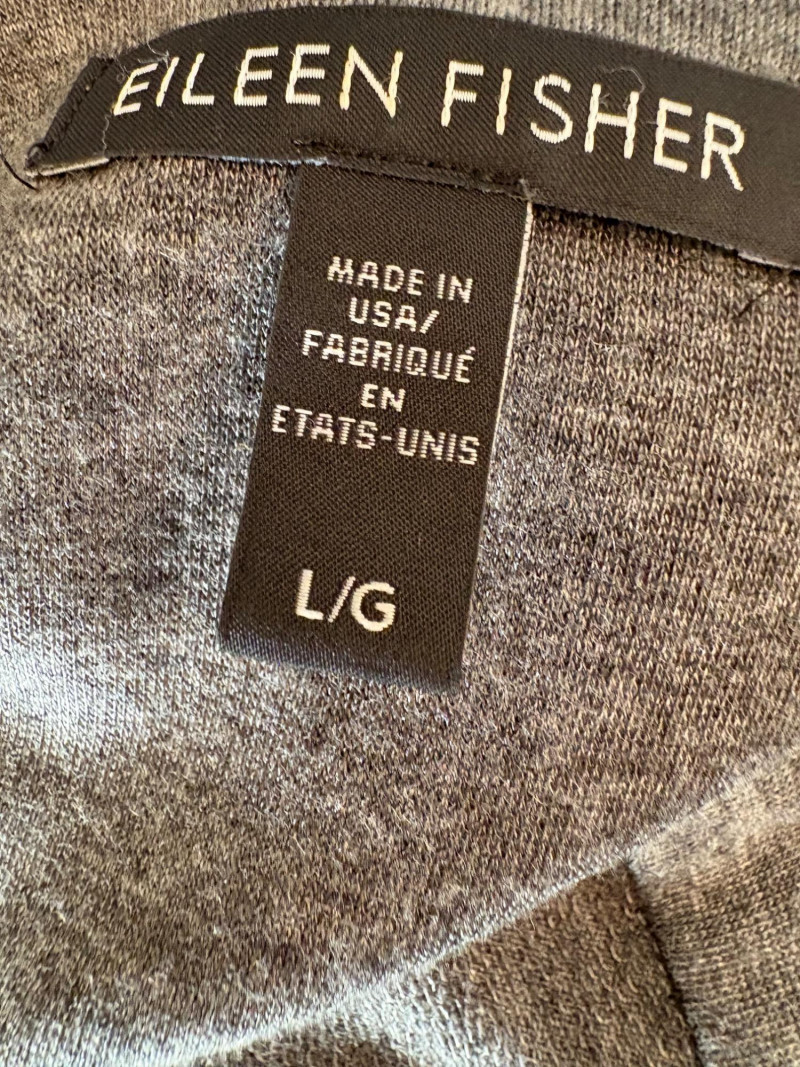 EILEEN FISHER
MADE IN
USA/
FABRIQUÉ
EN
ETATS-UNIS
L/G